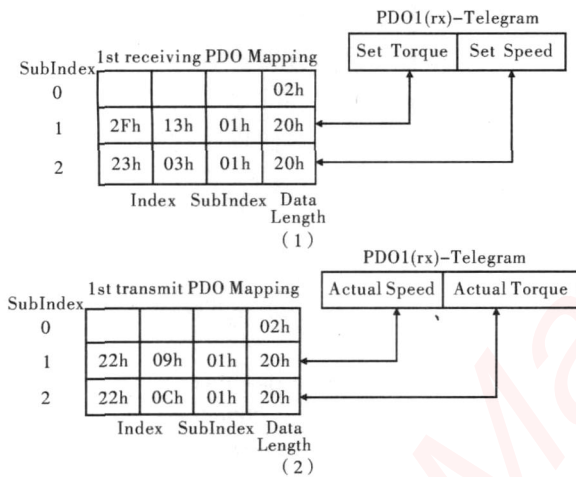 PDO1(rx)-Telegram
Set Torque Set Speed
1st receiving PDO Mapping
SubIndex
0 02h
1 2Fh 13h 01h 20h
2 23h 03h 01h 20h
Index SubIndex Data
Length
(1)
PDO1(rx)-Telegram
Actual Speed Actual Torque
1st transmit PDO Mapping
SubIndex
0 02h
1 22h 09h 01h 20h
2 22h 0Ch 01h 20h
Index SubIndex Data
Length
(2)